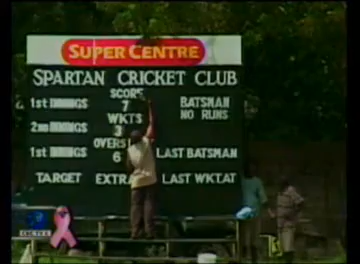 SUPER CENTRE
SPARTAN CRICKET CLUB
SCORE
1st INNINGS 7 BATSMAN
WKTS NO RUNS
2nd INNINGS 3
OVERS
1st INNINGS 6 LAST BATSMAN
TARGET EXTRA LAST WKT.AT